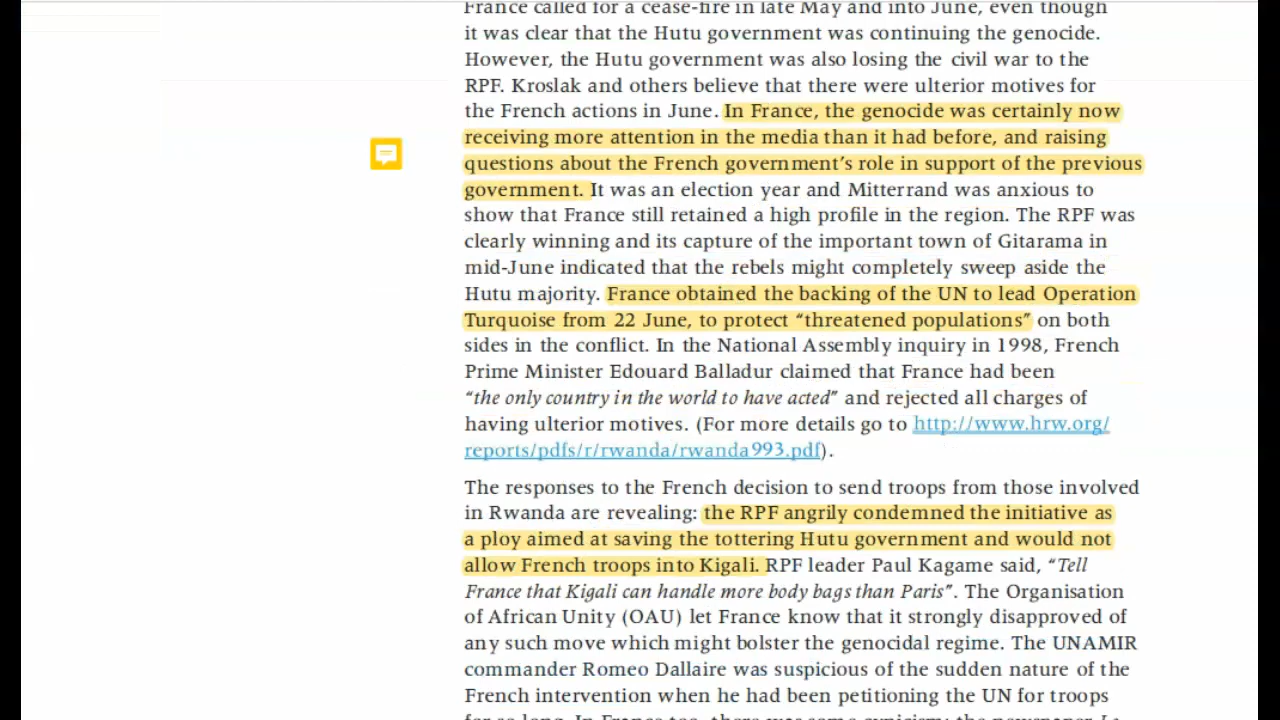 France called for a cease-fire in late May and into June, even though
it was clear that the Hutu government was continuing the genocide.
However, the Hutu government was also losing the civil war to the
RPF. Kroslak and others believe that there were ulterior motives for
the French actions in June. In France, the genocide was certainly now
receiving more attention in the media than it had before, and raising
questions about the French government’s role in support of the previous
government. It was an election year and Mitterrand was anxious to
show that France still retained a high profile in the region. The RPF was
clearly winning and its capture of the important town of Gitarama in
mid-June indicated that the rebels might completely sweep aside the
Hutu majority. France obtained the backing of the UN to lead Operation
Turquoise from 22 June, to protect “threatened populations” on both
sides in the conflict. In the National Assembly inquiry in 1998, French
Prime Minister Edouard Balladur claimed that France had been
“the only country in the world to have acted” and rejected all charges of
having ulterior motives. (For more details go to http://www.hrw.org/
reports/pdfs/r/rwanda/rwanda993.pdf).
The responses to the French decision to send troops from those involved
in Rwanda are revealing: the RPF angrily condemned the initiative as
a ploy aimed at saving the tottering Hutu government and would not
allow French troops into Kigali. RPF leader Paul Kagame said, “Tell
France that Kigali can handle more body bags than Paris”. The Organisation
of African Unity (OAU) let France know that it strongly disapproved of
any such move which might bolster the genocidal regime. The UNAMIR
commander Romeo Dallaire was suspicious of the sudden nature of the
French intervention when he had been petitioning the UN for troops
for so long. In France too, there was some cynicism: the newspaper